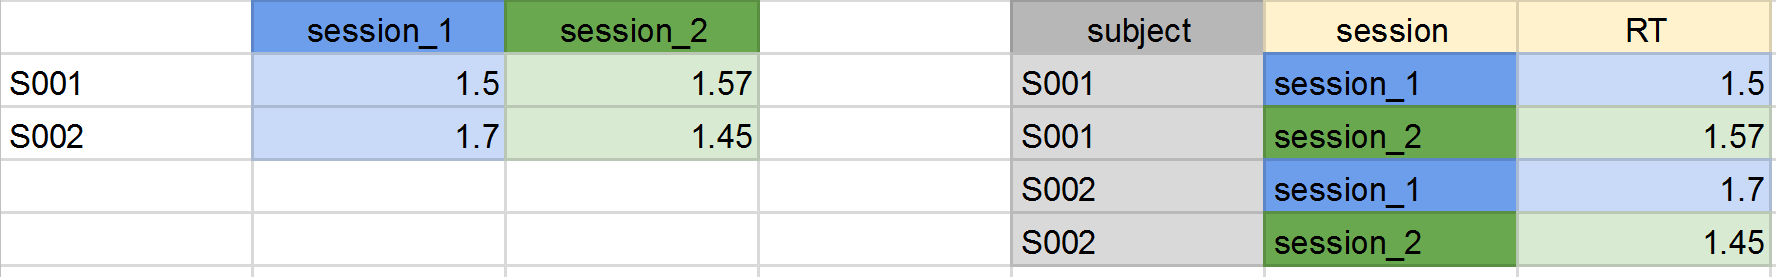 session_1 session_2 subject session RT
S001 1.5 1.57 S001 session_1 1.5
S002 1.7 1.45 S001 session_2 1.57
S002 session_1 1.7
S002 session_2 1.45